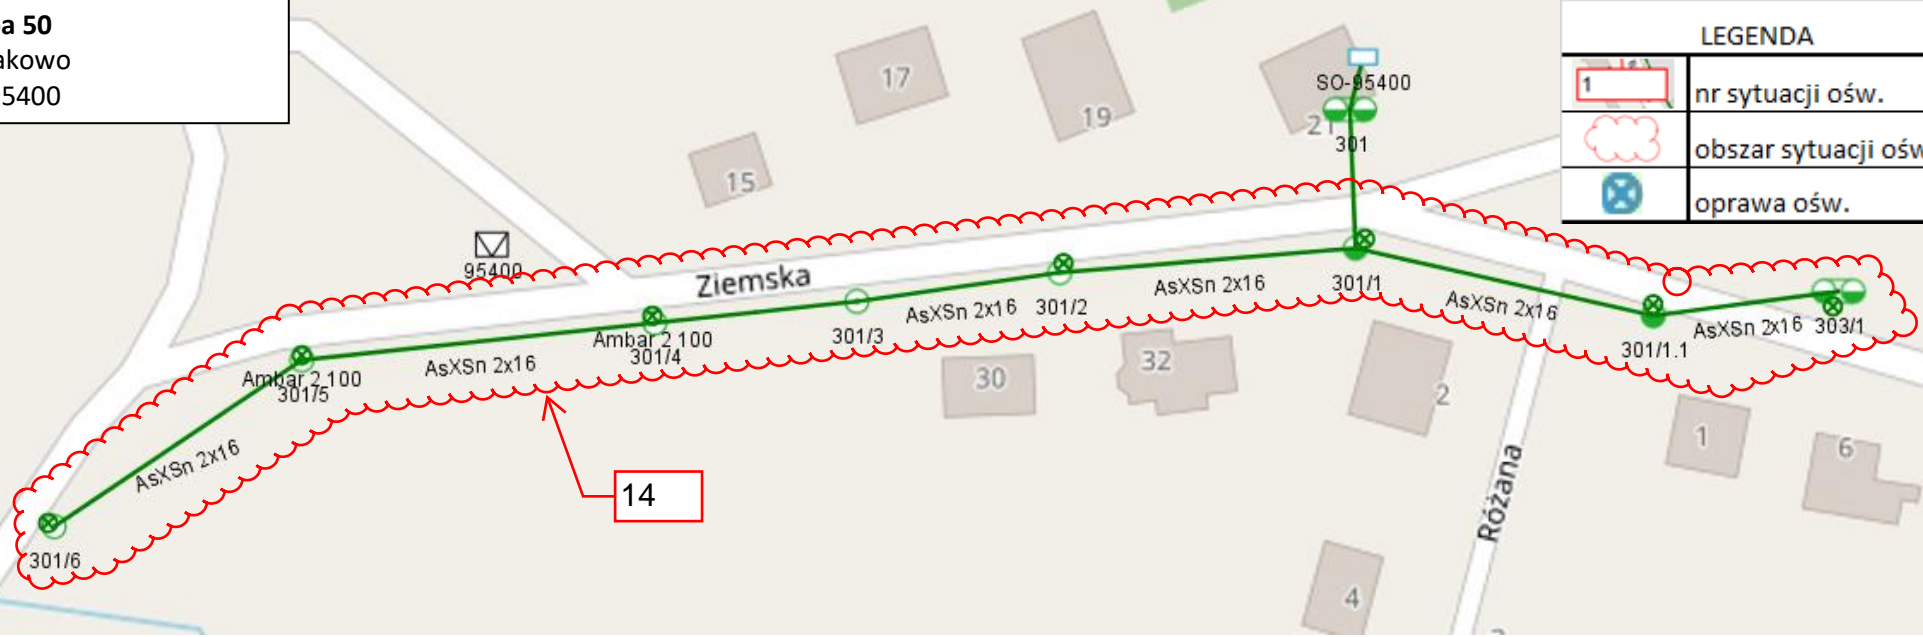 a 50
akowo
5400
LEGENDA
1
nr sytuacji ośw.
obszar sytuacji ośw
oprawa ośw.
17
19
15
21
SO-95400
301
95400
Ziemska
AsXSn 2x16
301/1
AsXSn 2x16
301/2
AsXSn 2x16
301/3
AsXSn 2x16
303/1
301/1.1
Ambar 2 100
301/4
AsXSn 2x16
Ambar 2 100
301/5
AsXSn 2x16
301/6
30
32
2
1
6
14
Różana
4